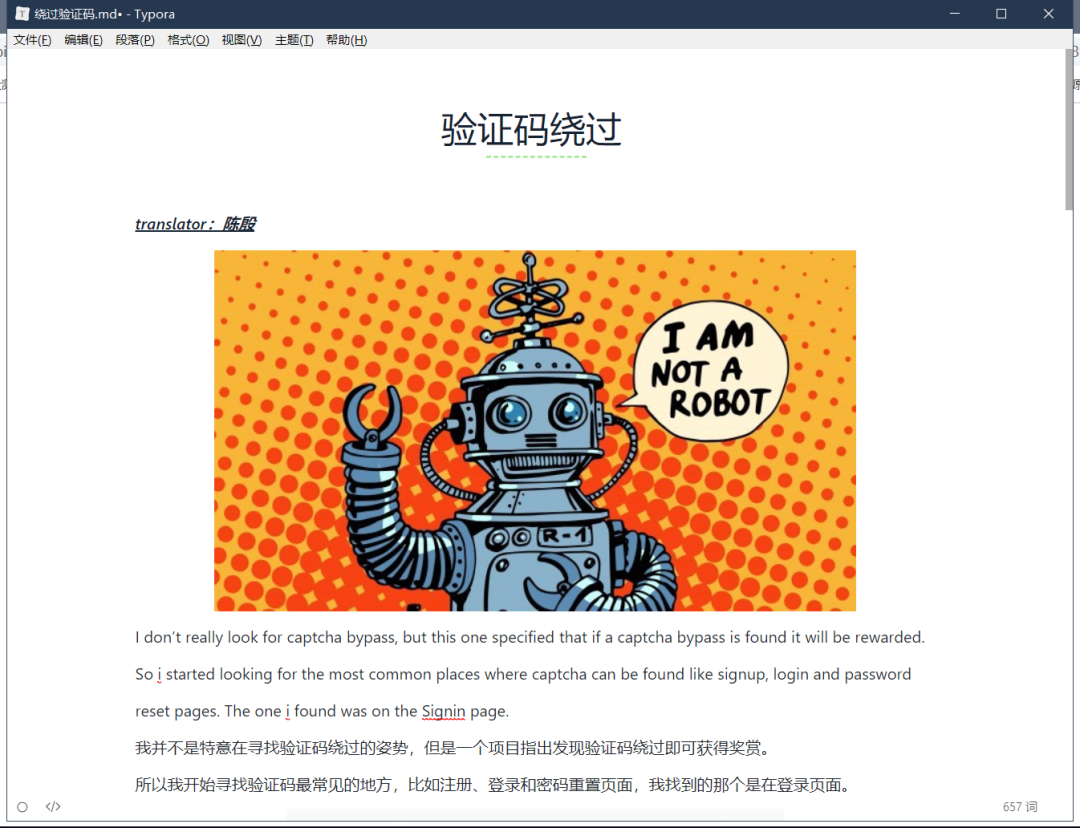 绕过验证码.md• - Typora
文件(F) 编辑(E) 段落(P) 格式(O) 视图(V) 主题(T) 帮助(H)
验证码绕过
translator：陈殷
I AM
NOT A
ROBOT
R-1
I don’t really look for captcha bypass, but this one specified that if a captcha bypass is found it will be rewarded.
So i started looking for the most common places where captcha can be found like signup, login and password
reset pages. The one i found was on the Signin page.
我并不是特意在寻找验证码绕过的姿势，但是一个项目指出发现验证码绕过即可获得奖赏。
所以我开始寻找验证码最常见的地方，比如注册、登录和密码重置页面，我找到的那个是在登录页面。
657 词